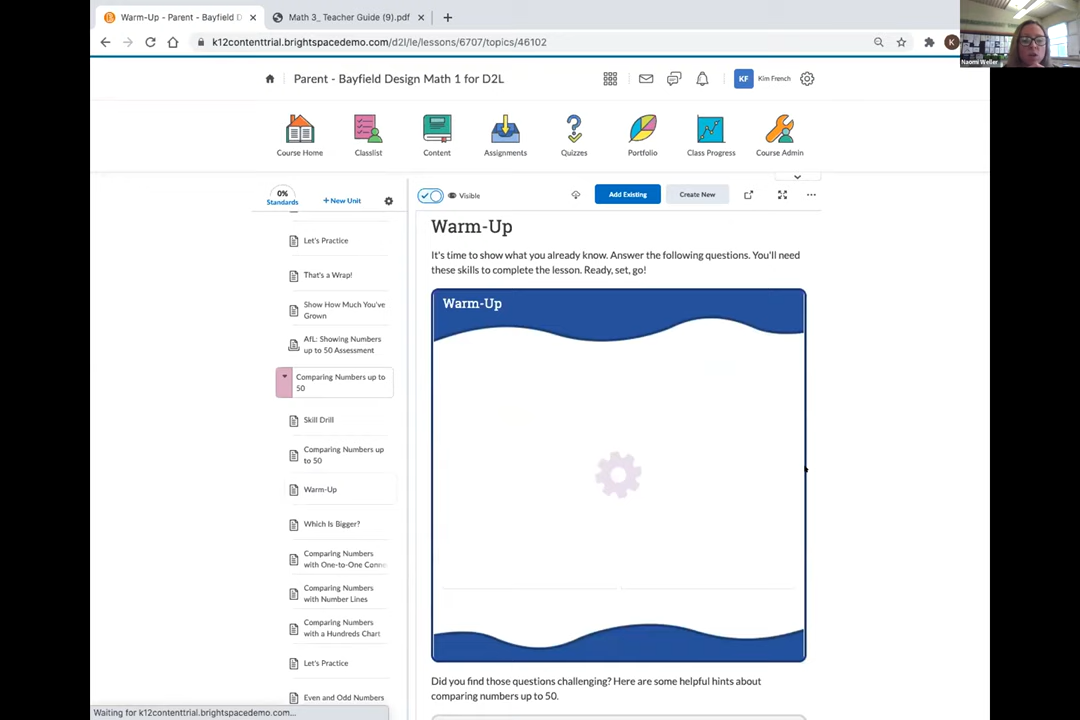 Warm-Up - Parent - Bayfield D
Math 3_ Teacher Guide (9).pdf
k12contenttrial.brightspacedemo.com/d2l/le/lessons/6707/topics/46102
K
Naomi Weller
Parent - Bayfield Design Math 1 for D2L
KF
Kim French
Course Home
Classlist
Content
Assignments
Quizzes
Portfolio
Class Progress
Course Admin
0%
Standards
+ New Unit
Visible
Add Existing
Create New
Let's Practice
That's a Wrap!
Show How Much You've
Grown
AfL: Showing Numbers
up to 50 Assessment
Comparing Numbers up to
50
Skill Drill
Comparing Numbers up
to 50
Warm-Up
Which Is Bigger?
Comparing Numbers
with One-to-One Conne
Comparing Numbers
with Number Lines
Comparing Numbers
with a Hundreds Chart
Let's Practice
Even and Odd Numbers
Warm-Up
It's time to show what you already know. Answer the following questions. You'll need
these skills to complete the lesson. Ready, set, go!
Warm-Up
Did you find those questions challenging? Here are some helpful hints about
comparing numbers up to 50.
Waiting for k12contenttrial.brightspacedemo.com...